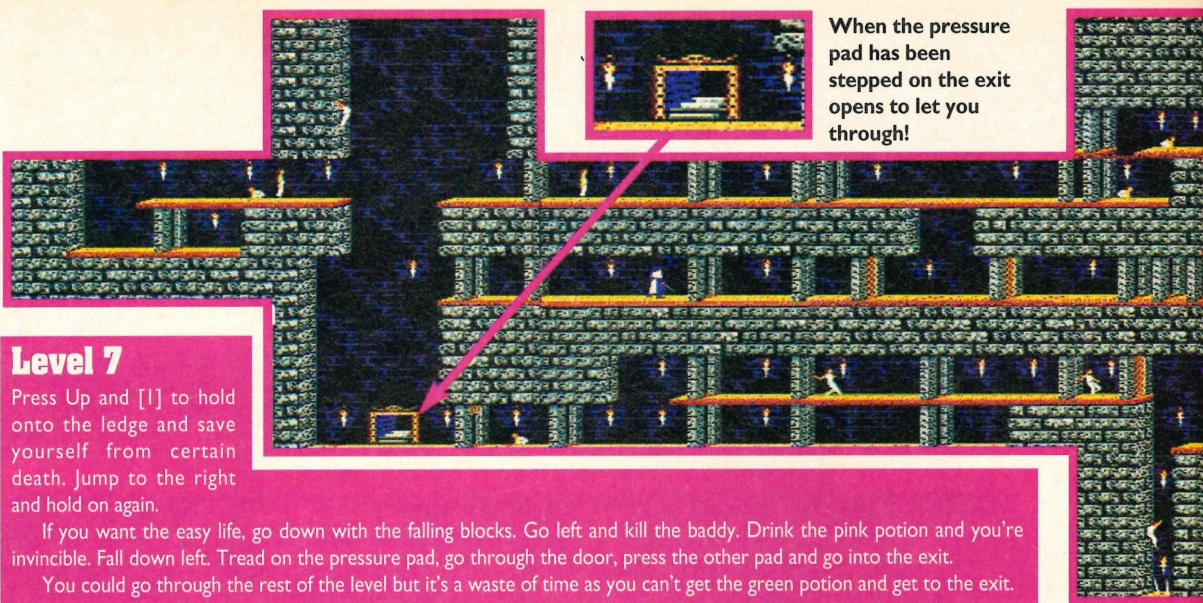 When the pressure
pad has been
stepped on the exit
opens to let you
through!
Level 7
Press Up and [1] to hold
onto the ledge and save
yourself from certain
death. Jump to the right
and hold on again.
If you want the easy life, go down with the falling blocks. Go left and kill the baddy. Drink the pink potion and you're
invincible. Fall down left. Tread on the pressure pad, go through the door, press the other pad and go into the exit.
You could go through the rest of the level but it's a waste of time as you can't get the green potion and get to the exit.